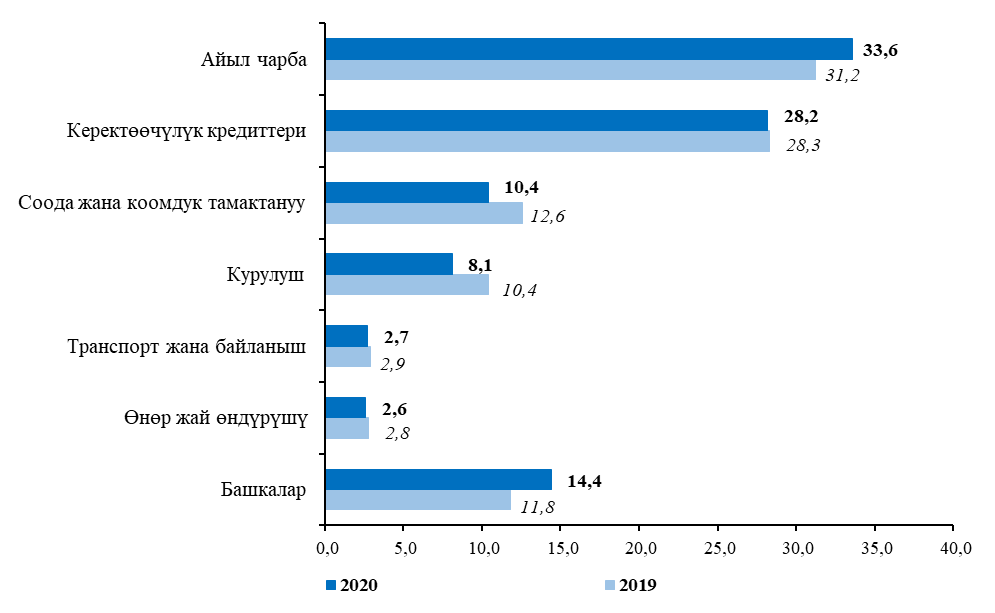 Айыл чарба
33,6
31,2
Керектөөчүлүк кредиттери
28,2
28,3
Соода жана коомдук тамактануу
10,4
12,6
Курулуш
8,1
10,4
Транспорт жана байланыш
2,7
2,9
Өнөр жай өндүрүшү
2,6
2,8
Башкалар
14,4
11,8
0,0 5,0 10,0 15,0 20,0 25,0 30,0 35,0 40,0
2020 2019